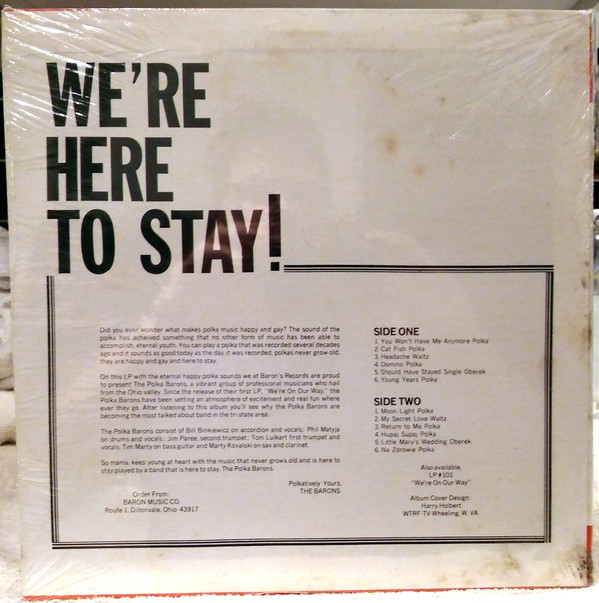 WE'RE
HERE
TO STAY!
Did you ever wonder what makes polka music happy and gay? The sound of the
polka has achieved something that no other form of music has been able to
accomplish, eternal youth. You can play a polka that was recorded several decades
ago and it sounds as good today as the day it was recorded, polkas never grow old,
they are happy and gay and here to stay.
On this LP with the eternal happy polka sounds we at Baron's Records are proud
to present The Polka Barons, a vibrant group of professional musicians who hail
from the Ohio valley. Since the release of their first LP, "We're On Our Way," the
Polka Barons have been setting an atmosphere of excitement and real fun where
ever they go. After listening to this album you'll see why the Polka Barons are
becoming the most talked about band in the tri state area.
The Polka Barons consist of Bill Binkiewicz on accordion and vocals; Phil Matyja
on drums and vocals; Jim Paree, second trumpet; Tom Lulkart first trumpet and
vocals, Tim Marty on bass guitar and Marty Kovalski on sax and clarinet.
So mama, keep young at heart with the music that never grows old and is here to
stay played by a band that is here to stay, The Polka Barons.
Polkatively Yours,
THE BARONS
Order From:
BARON MUSIC CO.
Route 1, Dillonvale, Ohio 43917
SIDE ONE
1. You Won't Have Me Anymore Polka
2. Cat Fish Polka
3. Headache Waltz
4. Domino Polka
5. Should Have Stayed Single Oberek
6. Young Years Polka
SIDE TWO
1. Moon Light Polka
2. My Secret Love Waltz
3. Return to Me Polka
4. Hupaj Supaj Polka
5. Little Mary's Wedding Oberek
6. Na Zdrowie Polka
Also available,
LP #101
"We're On Our Way"
Album Cover Design:
Harry Holbert
WTRF-TV Wheeling, W. VA.